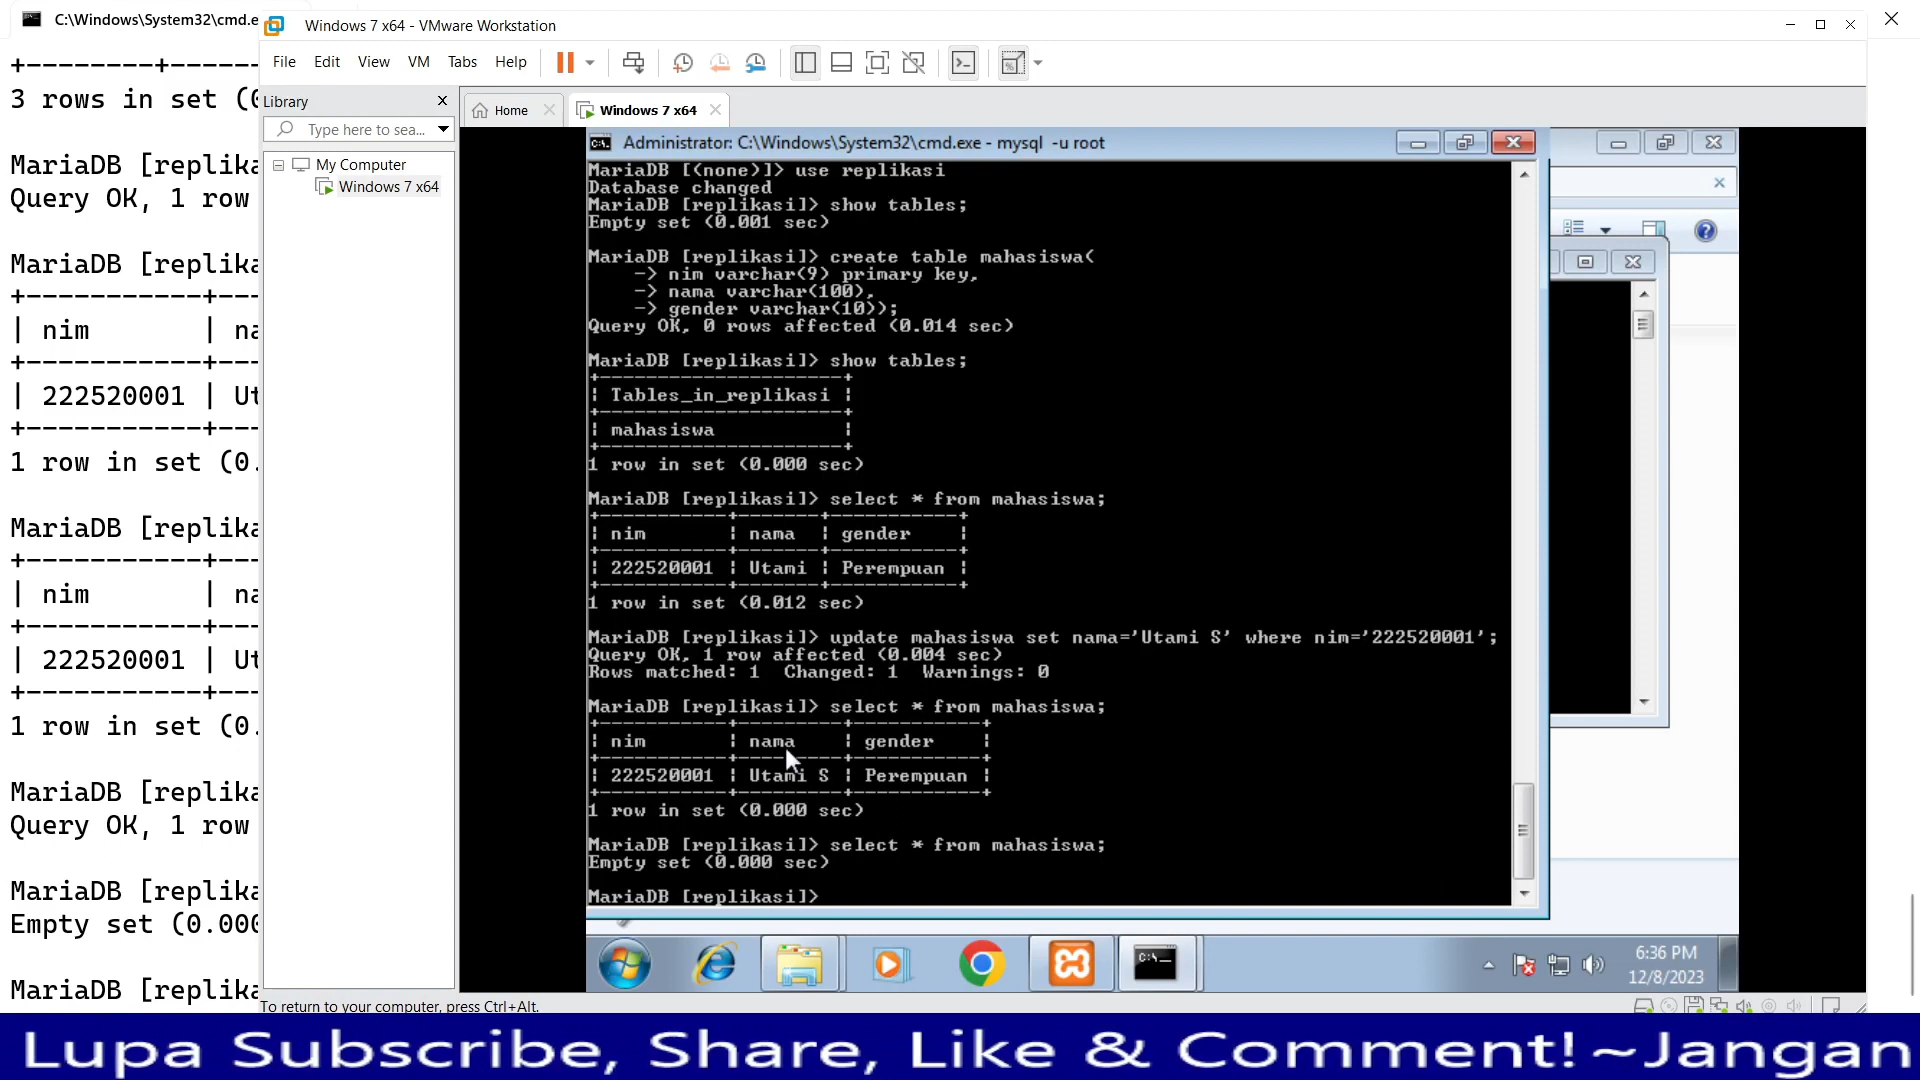 C:\Windows\System32\cmd.e
+--------+------
3 rows in set (0
MariaDB [replika
Query OK, 1 row
MariaDB [replika
+-----------+---
| nim       | na
+-----------+---
| 222520001 | Ut
+-----------+---
1 row in set (0.
MariaDB [replika
+-----------+---
| nim       | na
+-----------+---
| 222520001 | Ut
+-----------+---
1 row in set (0.
MariaDB [replika
Query OK, 1 row
MariaDB [replika
Empty set (0.000
MariaDB [replika
Windows 7 x64 - VMware Workstation
File Edit View VM Tabs Help
Library
Type here to sea...
My Computer
Windows 7 x64
Home
Windows 7 x64
Administrator: C:\Windows\System32\cmd.exe - mysql -u root
MariaDB [(none)]> use replikasi
Database changed
MariaDB [replikasi]> show tables;
Empty set (0.001 sec)
MariaDB [replikasi]> create table mahasiswa(
    -> nim varchar(9) primary key,
    -> nama varchar(100),
    -> gender varchar(10));
Query OK, 0 rows affected (0.014 sec)
MariaDB [replikasi]> show tables;
+---------------------+
| Tables_in_replikasi |
+---------------------+
| mahasiswa           |
+---------------------+
1 row in set (0.000 sec)
MariaDB [replikasi]> select * from mahasiswa;
+-----------+-------+-----------+
| nim       | nama  | gender    |
+-----------+-------+-----------+
| 222520001 | Utami | Perempuan |
+-----------+-------+-----------+
1 row in set (0.012 sec)
MariaDB [replikasi]> update mahasiswa set nama='Utami S' where nim='222520001';
Query OK, 1 row affected (0.004 sec)
Rows matched: 1  Changed: 1  Warnings: 0
MariaDB [replikasi]> select * from mahasiswa;
+-----------+---------+-----------+
| nim       | nama    | gender    |
+-----------+---------+-----------+
| 222520001 | Utami S | Perempuan |
+-----------+---------+-----------+
1 row in set (0.000 sec)
MariaDB [replikasi]> select * from mahasiswa;
Empty set (0.000 sec)
MariaDB [replikasi]>
6:36 PM
12/8/2023
To return to your computer, press Ctrl+Alt.
Lupa Subscribe, Share, Like & Comment! ~Jangan